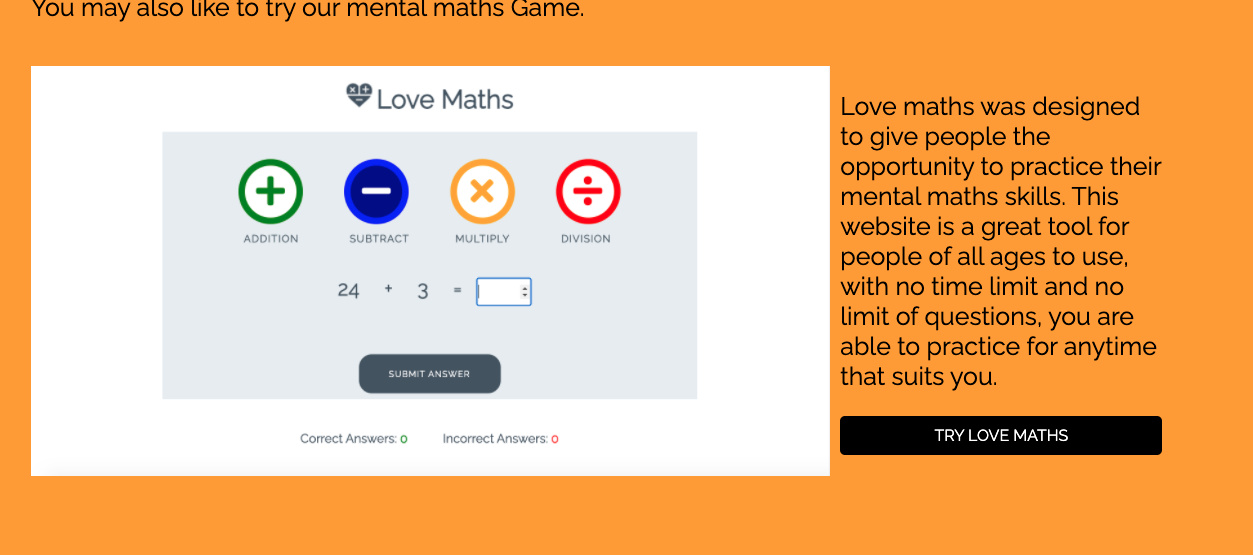 You may also like to try our mental maths Game.
Love Maths
ADDITION SUBTRACT MULTIPLY DIVISION
24 + 3 =
SUBMIT ANSWER
Correct Answers: 0 Incorrect Answers: 0
Love maths was designed
to give people the
opportunity to practice their
mental maths skills. This
website is a great tool for
people of all ages to use,
with no time limit and no
limit of questions, you are
able to practice for anytime
that suits you.
TRY LOVE MATHS